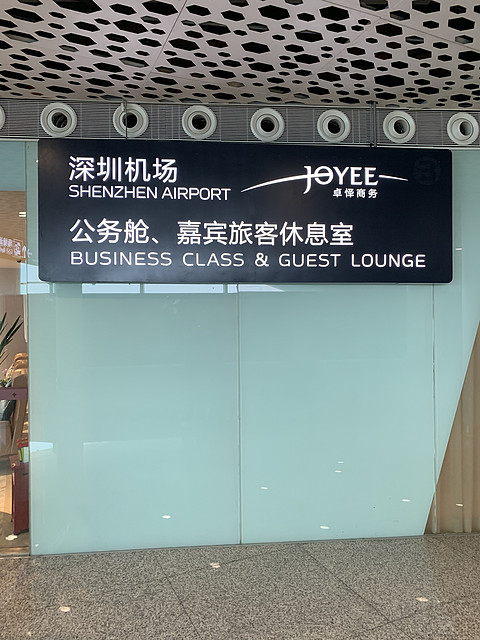 深圳机场
SHENZHEN AIRPORT
JOYEE
卓怿商务
公务舱、嘉宾旅客休息室
BUSINESS CLASS & GUEST LOUNGE